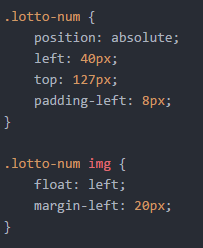 .lotto-num {
    position: absolute;
    left: 40px;
    top: 127px;
    padding-left: 8px;
}

.lotto-num img {
    float: left;
    margin-left: 20px;
}